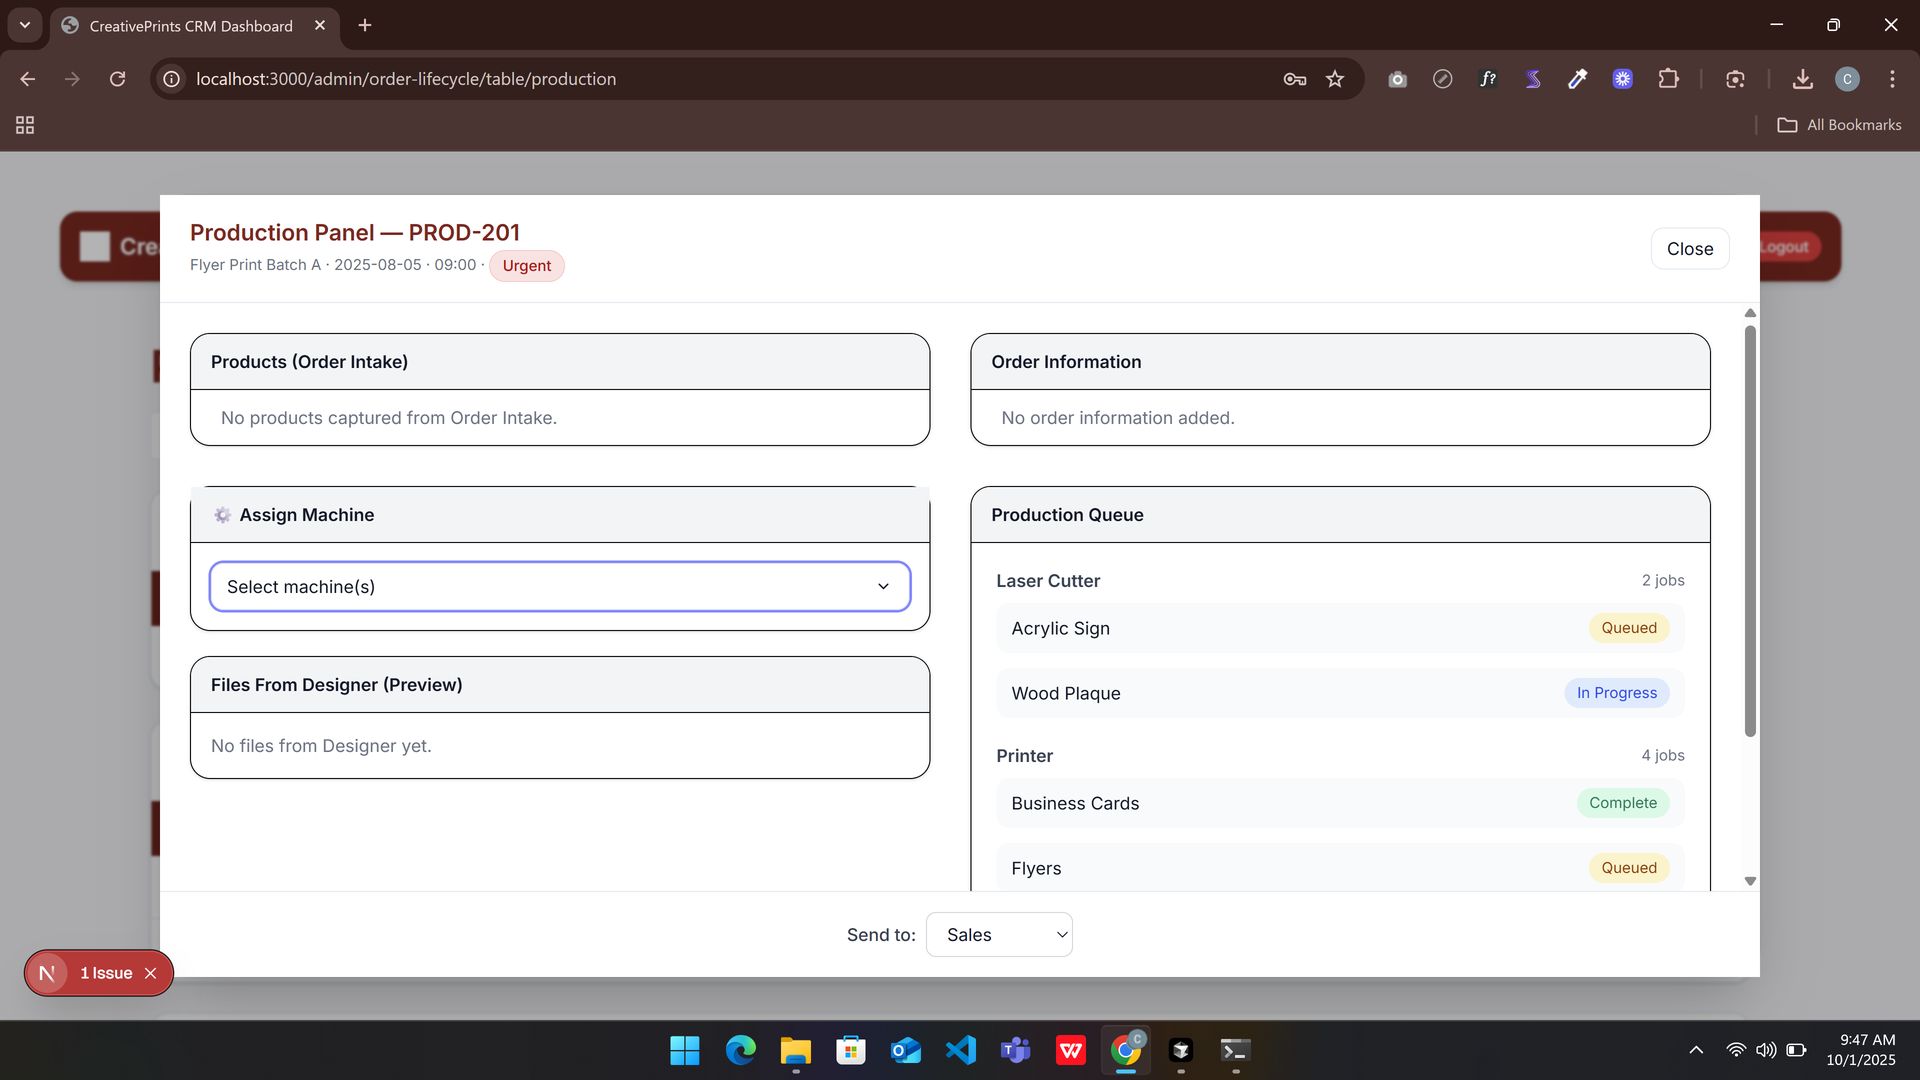 CreativePrints CRM Dashboard
localhost:3000/admin/order-lifecycle/table/production
f?
C
All Bookmarks
Crea
Logout
Production Panel — PROD-201
Flyer Print Batch A · 2025-08-05 · 09:00 · Urgent
Close
Products (Order Intake)
No products captured from Order Intake.
Order Information
No order information added.
Assign Machine
Select machine(s)
Files From Designer (Preview)
No files from Designer yet.
Production Queue
Laser Cutter 2 jobs
Acrylic Sign Queued
Wood Plaque In Progress
Printer 4 jobs
Business Cards Complete
Flyers Queued
Send to: Sales
N 1 Issue
C
9:47 AM
10/1/2025